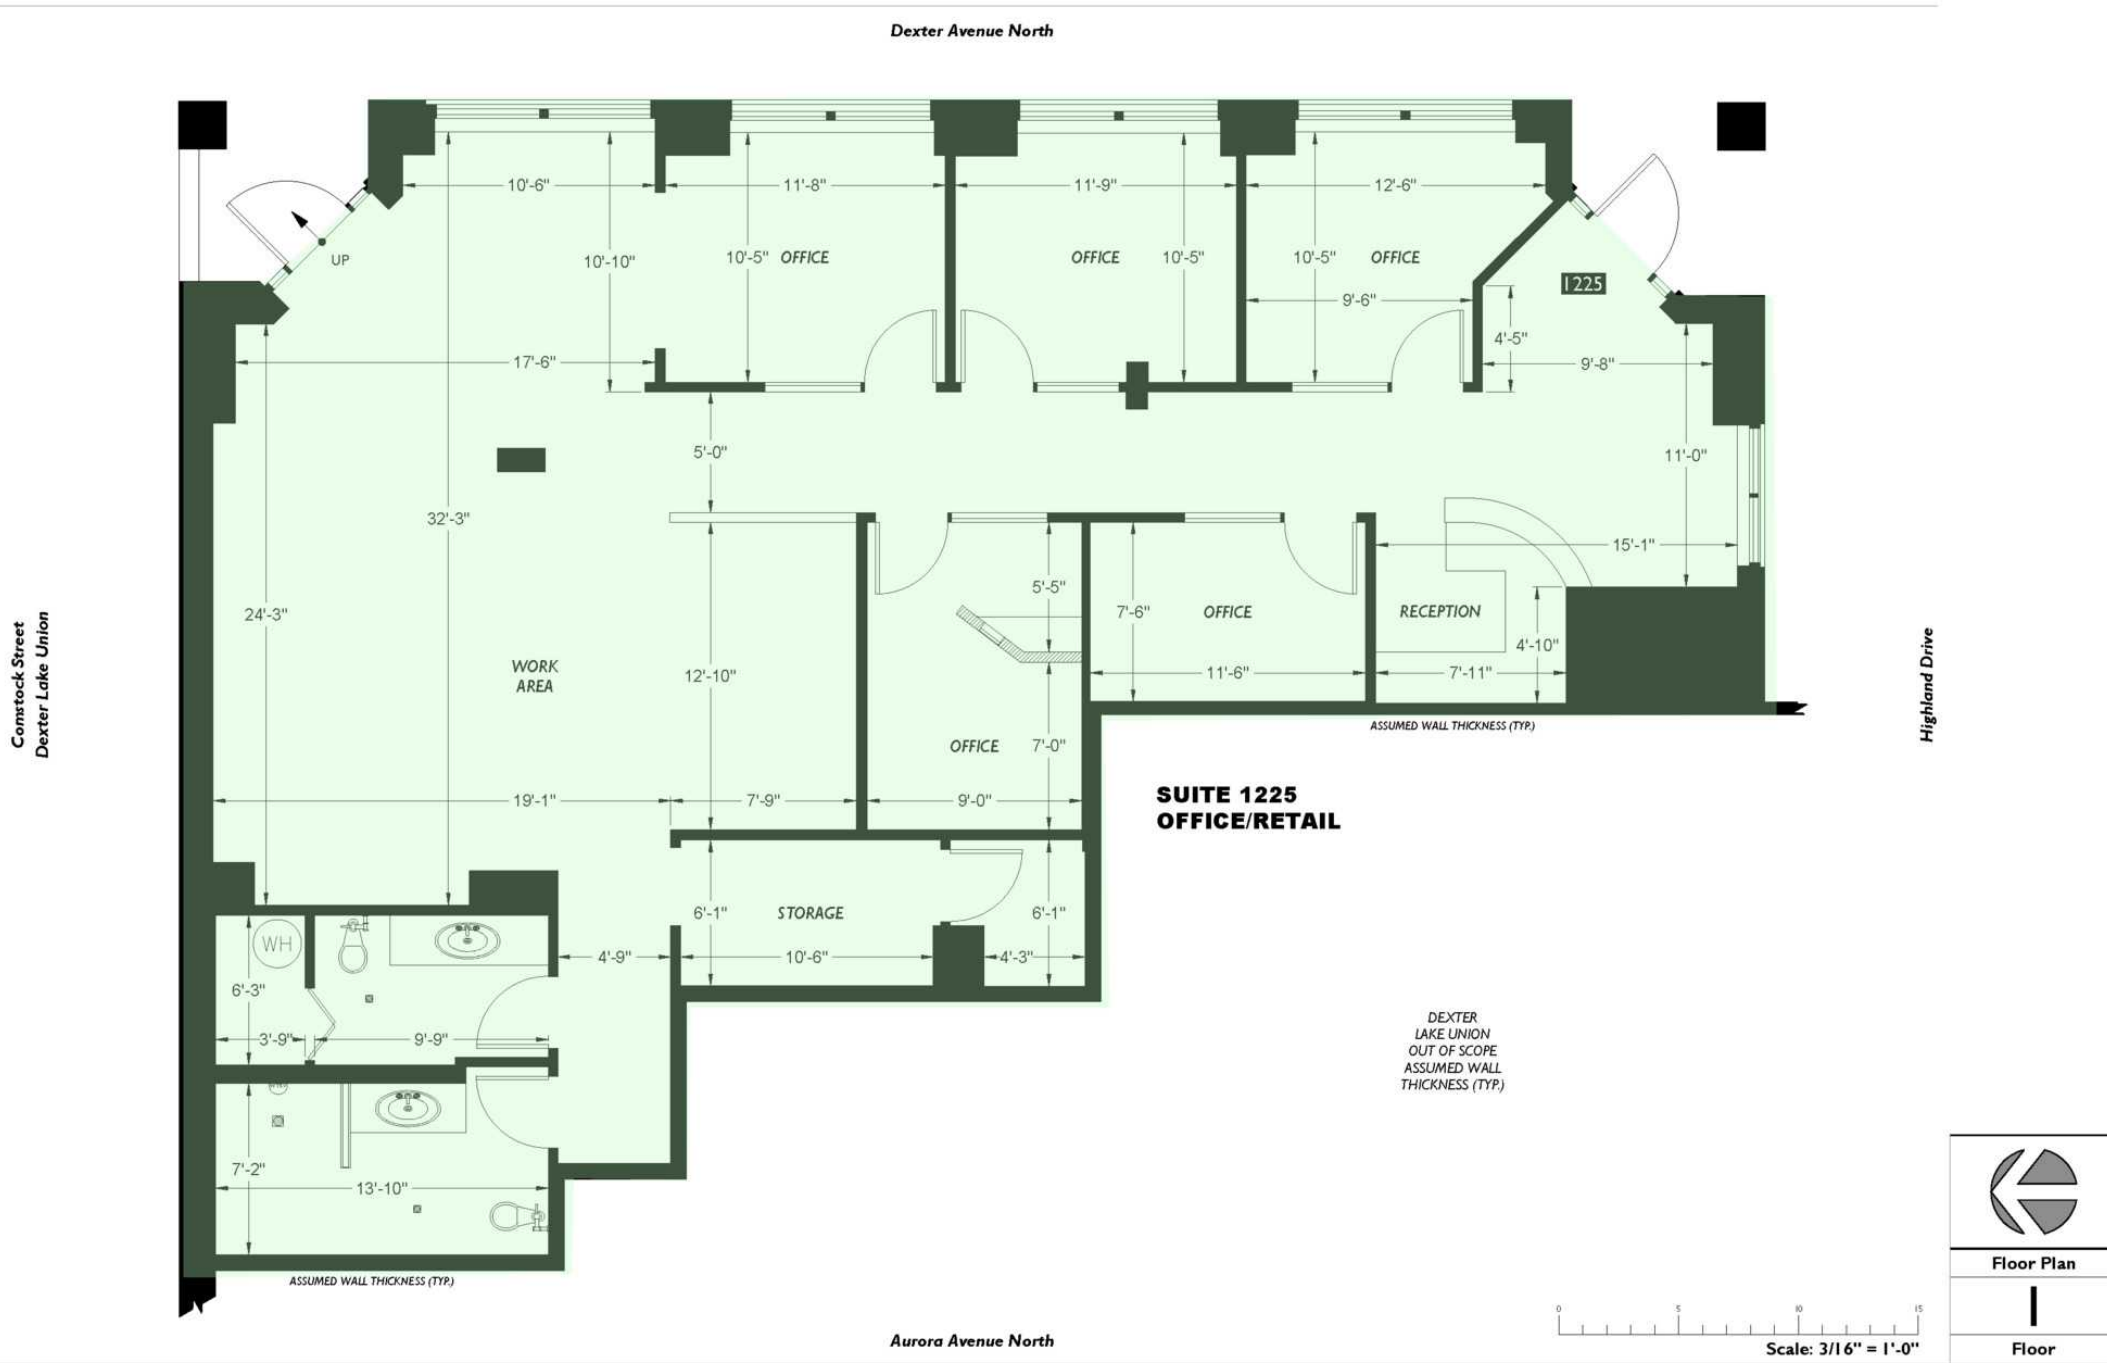 Dexter Avenue North
10'-6"
11'-8"
11'-9"
12'-6"
UP
10'-10"
10'-5"
OFFICE
OFFICE
10'-5"
10'-5"
OFFICE
1225
9'-6"
4'-5"
17'-6"
9'-8"
5'-0"
11'-0"
32'-3"
15'-1"
24'-3"
5'-5"
7'-6"
OFFICE
RECEPTION
4'-10"
WORK
AREA
12'-10"
11'-6"
7'-11"
Comstock Street
Dexter Lake Union
Highland Drive
ASSUMED WALL THICKNESS (TYP.)
OFFICE
7'-0"
19'-1"
7'-9"
9'-0"
SUITE 1225
OFFICE/RETAIL
6'-1"
STORAGE
6'-1"
WH
4'-9"
10'-6"
4'-3"
6'-3"
3'-9"
9'-9"
DEXTER
LAKE UNION
OUT OF SCOPE
ASSUMED WALL
THICKNESS (TYP.)
7'-2"
13'-10"
ASSUMED WALL THICKNESS (TYP.)
Floor Plan
1
Floor
0 5 10 15
Scale: 3/16" = 1'-0"
Aurora Avenue North